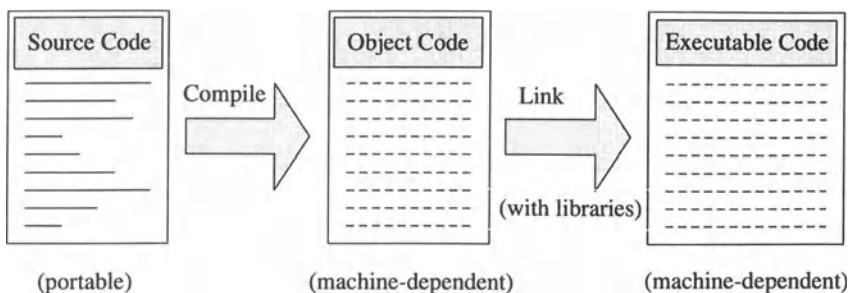 Source Code
Object Code
Executable Code
Compile
Link
(with libraries)
(portable)
(machine-dependent)
(machine-dependent)